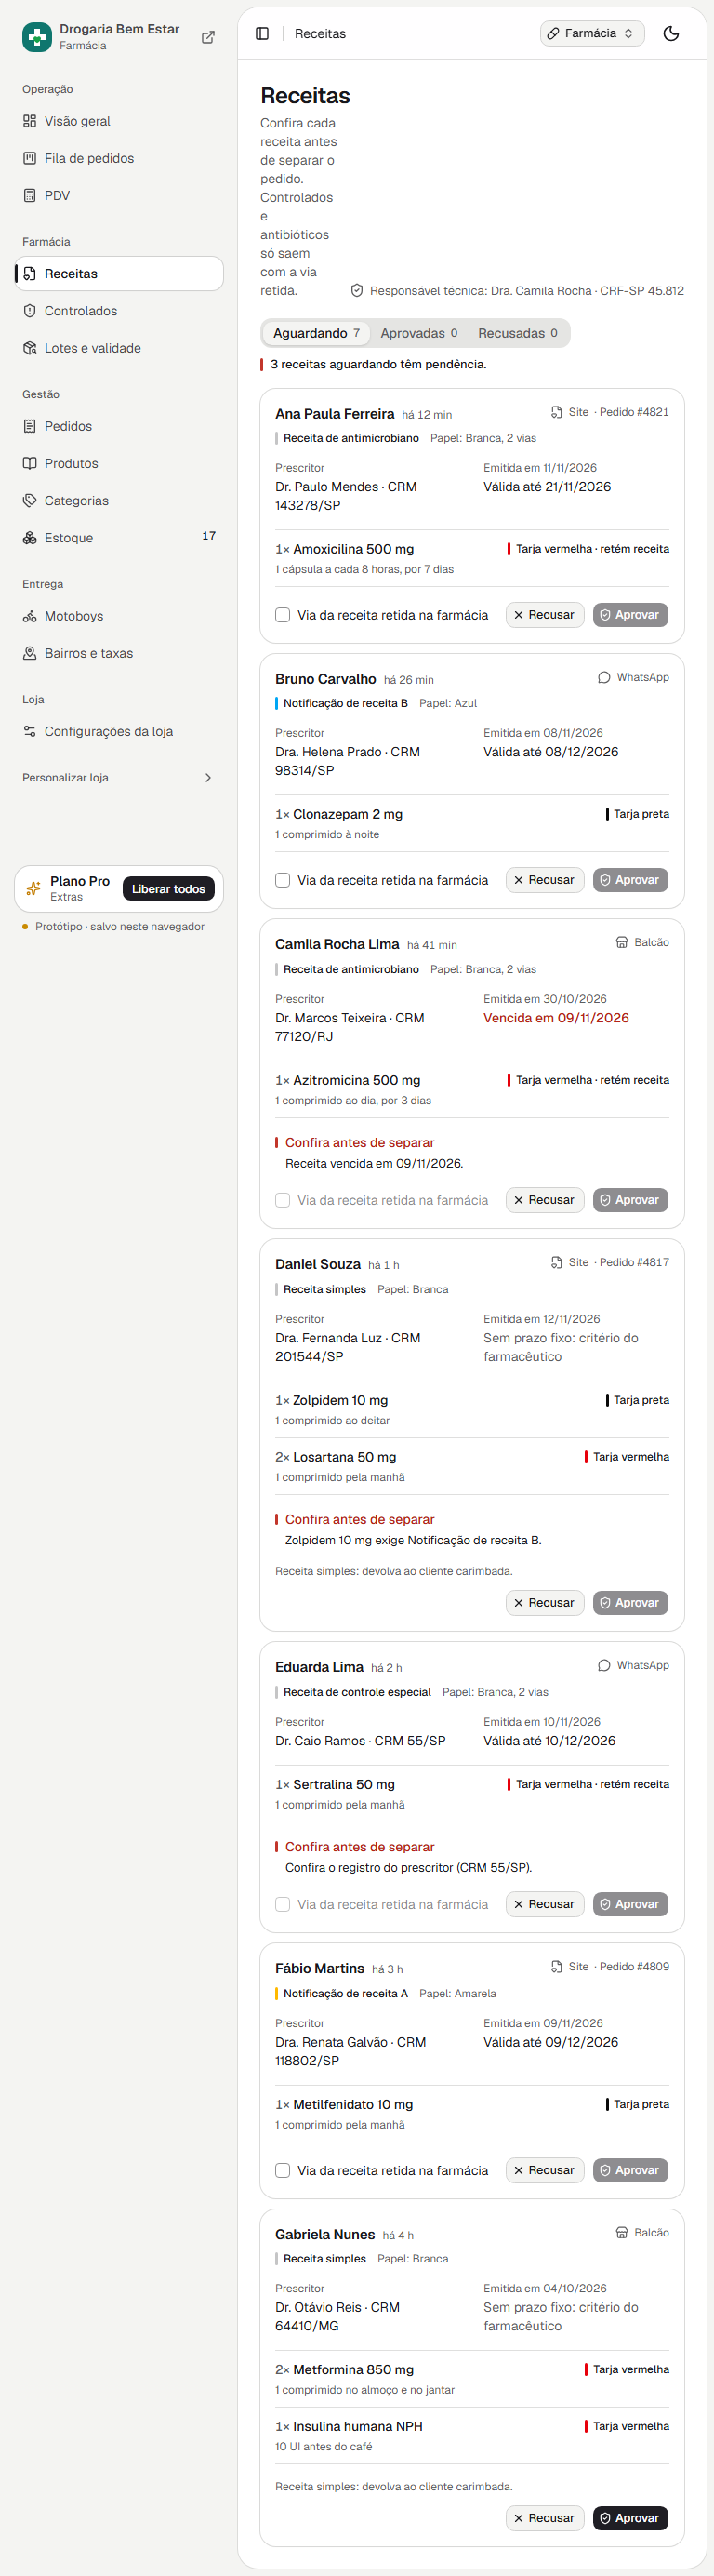 Drogaria Bem Estar
Farmácia
Operação
Visão geral
Fila de pedidos
PDV
Farmácia
Receitas
Controlados
Lotes e validade
Gestão
Pedidos
Produtos
Categorias
Estoque 17
Entrega
Motoboys
Bairros e taxas
Loja
Configurações da loja
Personalizar loja
Plano Pro
Extras
Liberar todos
Protótipo · salvo neste navegador
Receitas
Farmácia
Receitas
Confira cada
receita antes
de separar o
pedido.
Controlados
e
antibióticos
só saem
com a via
retida.
Responsável técnica: Dra. Camila Rocha · CRF-SP 45.812
Aguardando 7 Aprovadas 0 Recusadas 0
3 receitas aguardando têm pendência.
Ana Paula Ferreira há 12 min Site · Pedido #4821
Receita de antimicrobiano Papel: Branca, 2 vias
Prescritor Emitida em 11/11/2026
Dr. Paulo Mendes · CRM Válida até 21/11/2026
143278/SP
1× Amoxicilina 500 mg Tarja vermelha · retém receita
1 cápsula a cada 8 horas, por 7 dias
Via da receita retida na farmácia Recusar Aprovar
Bruno Carvalho há 26 min WhatsApp
Notificação de receita B Papel: Azul
Prescritor Emitida em 08/11/2026
Dra. Helena Prado · CRM Válida até 08/12/2026
98314/SP
1× Clonazepam 2 mg Tarja preta
1 comprimido à noite
Via da receita retida na farmácia Recusar Aprovar
Camila Rocha Lima há 41 min Balcão
Receita de antimicrobiano Papel: Branca, 2 vias
Prescritor Emitida em 30/10/2026
Dr. Marcos Teixeira · CRM Vencida em 09/11/2026
77120/RJ
1× Azitromicina 500 mg Tarja vermelha · retém receita
1 comprimido ao dia, por 3 dias
Confira antes de separar
Receita vencida em 09/11/2026.
Via da receita retida na farmácia Recusar Aprovar
Daniel Souza há 1 h Site · Pedido #4817
Receita simples Papel: Branca
Prescritor Emitida em 12/11/2026
Dra. Fernanda Luz · CRM Sem prazo fixo: critério do
201544/SP farmacêutico
1× Zolpidem 10 mg Tarja preta
1 comprimido ao deitar
2× Losartana 50 mg Tarja vermelha
1 comprimido pela manhã
Confira antes de separar
Zolpidem 10 mg exige Notificação de receita B.
Receita simples: devolva ao cliente carimbada.
Recusar Aprovar
Eduarda Lima há 2 h WhatsApp
Receita de controle especial Papel: Branca, 2 vias
Prescritor Emitida em 10/11/2026
Dr. Caio Ramos · CRM 55/SP Válida até 10/12/2026
1× Sertralina 50 mg Tarja vermelha · retém receita
1 comprimido pela manhã
Confira antes de separar
Confira o registro do prescritor (CRM 55/SP).
Via da receita retida na farmácia Recusar Aprovar
Fábio Martins há 3 h Site · Pedido #4809
Notificação de receita A Papel: Amarela
Prescritor Emitida em 09/11/2026
Dra. Renata Galvão · CRM Válida até 09/12/2026
118802/SP
1× Metilfenidato 10 mg Tarja preta
1 comprimido pela manhã
Via da receita retida na farmácia Recusar Aprovar
Gabriela Nunes há 4 h Balcão
Receita simples Papel: Branca
Prescritor Emitida em 04/10/2026
Dr. Otávio Reis · CRM Sem prazo fixo: critério do
64410/MG farmacêutico
2× Metformina 850 mg Tarja vermelha
1 comprimido no almoço e no jantar
1× Insulina humana NPH Tarja vermelha
10 UI antes do café
Receita simples: devolva ao cliente carimbada.
Recusar Aprovar